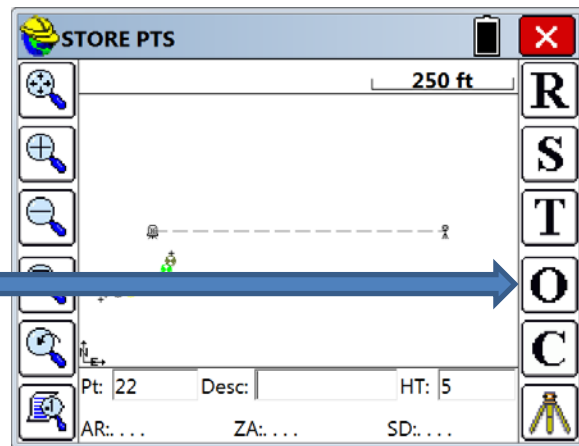 STORE PTS
250 ft
R
S
T
O
C
N
E
Pt: 22 Desc: HT: 5
AR:. . . . ZA:. . . . SD:. . . .